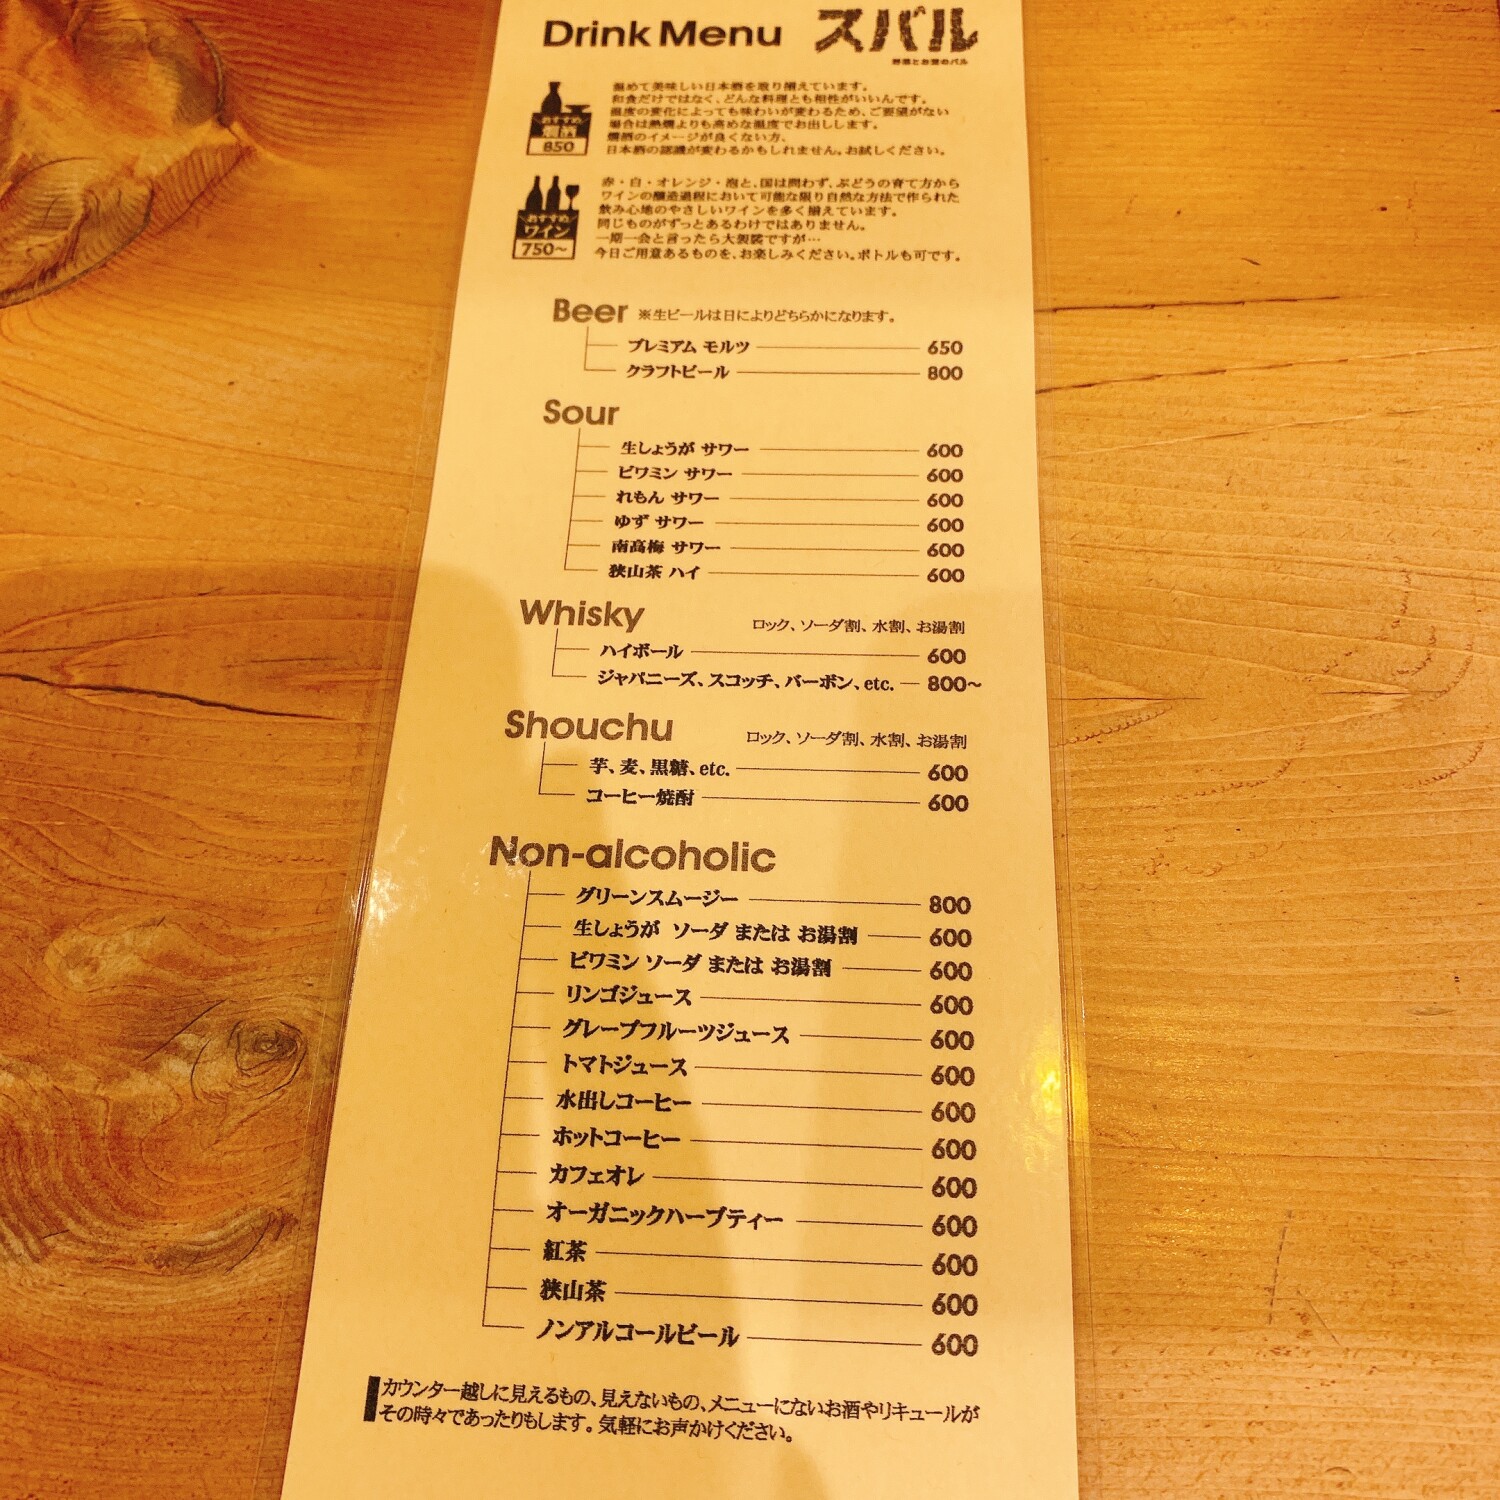 Drink Menu スバル
野菜とお酒のバル
温めて美味しい日本酒を取り揃えています。
和食だけではなく、どんな料理とも相性がいいんです。
温度の変化によっても味わいが変わるため、ご要望がない
場合は熱燗よりも高めな温度でお出しします。
燗酒のイメージが良くない方、
日本酒の認識が変わるかもしれません。お試しください。
おすすめ
燗酒
850
赤・白・オレンジ・泡と、国は問わず、ぶどうの育て方から
ワインの醸造過程において可能な限り自然な方法で作られた
飲み心地のやさしいワインを多く揃えています。
同じものがずっとあるわけではありません。
一期一会と言ったら大袈裟ですが…
今日ご用意あるものを、お楽しみください。ボトルも可です。
おすすめ
ワイン
750〜
Beer ※生ビールは日によりどちらかになります。
プレミアム モルツ 650
クラフトビール 800
Sour
生しょうが サワー 600
ビワミン サワー 600
れもん サワー 600
ゆず サワー 600
南高梅 サワー 600
狭山茶 ハイ 600
Whisky ロック、ソーダ割、水割、お湯割
ハイボール 600
ジャパニーズ、スコッチ、バーボン、etc. 800〜
Shouchu ロック、ソーダ割、水割、お湯割
芋、麦、黒糖、etc. 600
コーヒー焼酎 600
Non-alcoholic
グリーンスムージー 800
生しょうが ソーダ または お湯割 600
ビワミン ソーダ または お湯割 600
リンゴジュース 600
グレープフルーツジュース 600
トマトジュース 600
水出しコーヒー 600
ホットコーヒー 600
カフェオレ 600
オーガニックハーブティー 600
紅茶 600
狭山茶 600
ノンアルコールビール 600
カウンター越しに見えるもの、見えないもの、メニューにないお酒やリキュールが
その時々であったりもします。気軽にお声かけください。